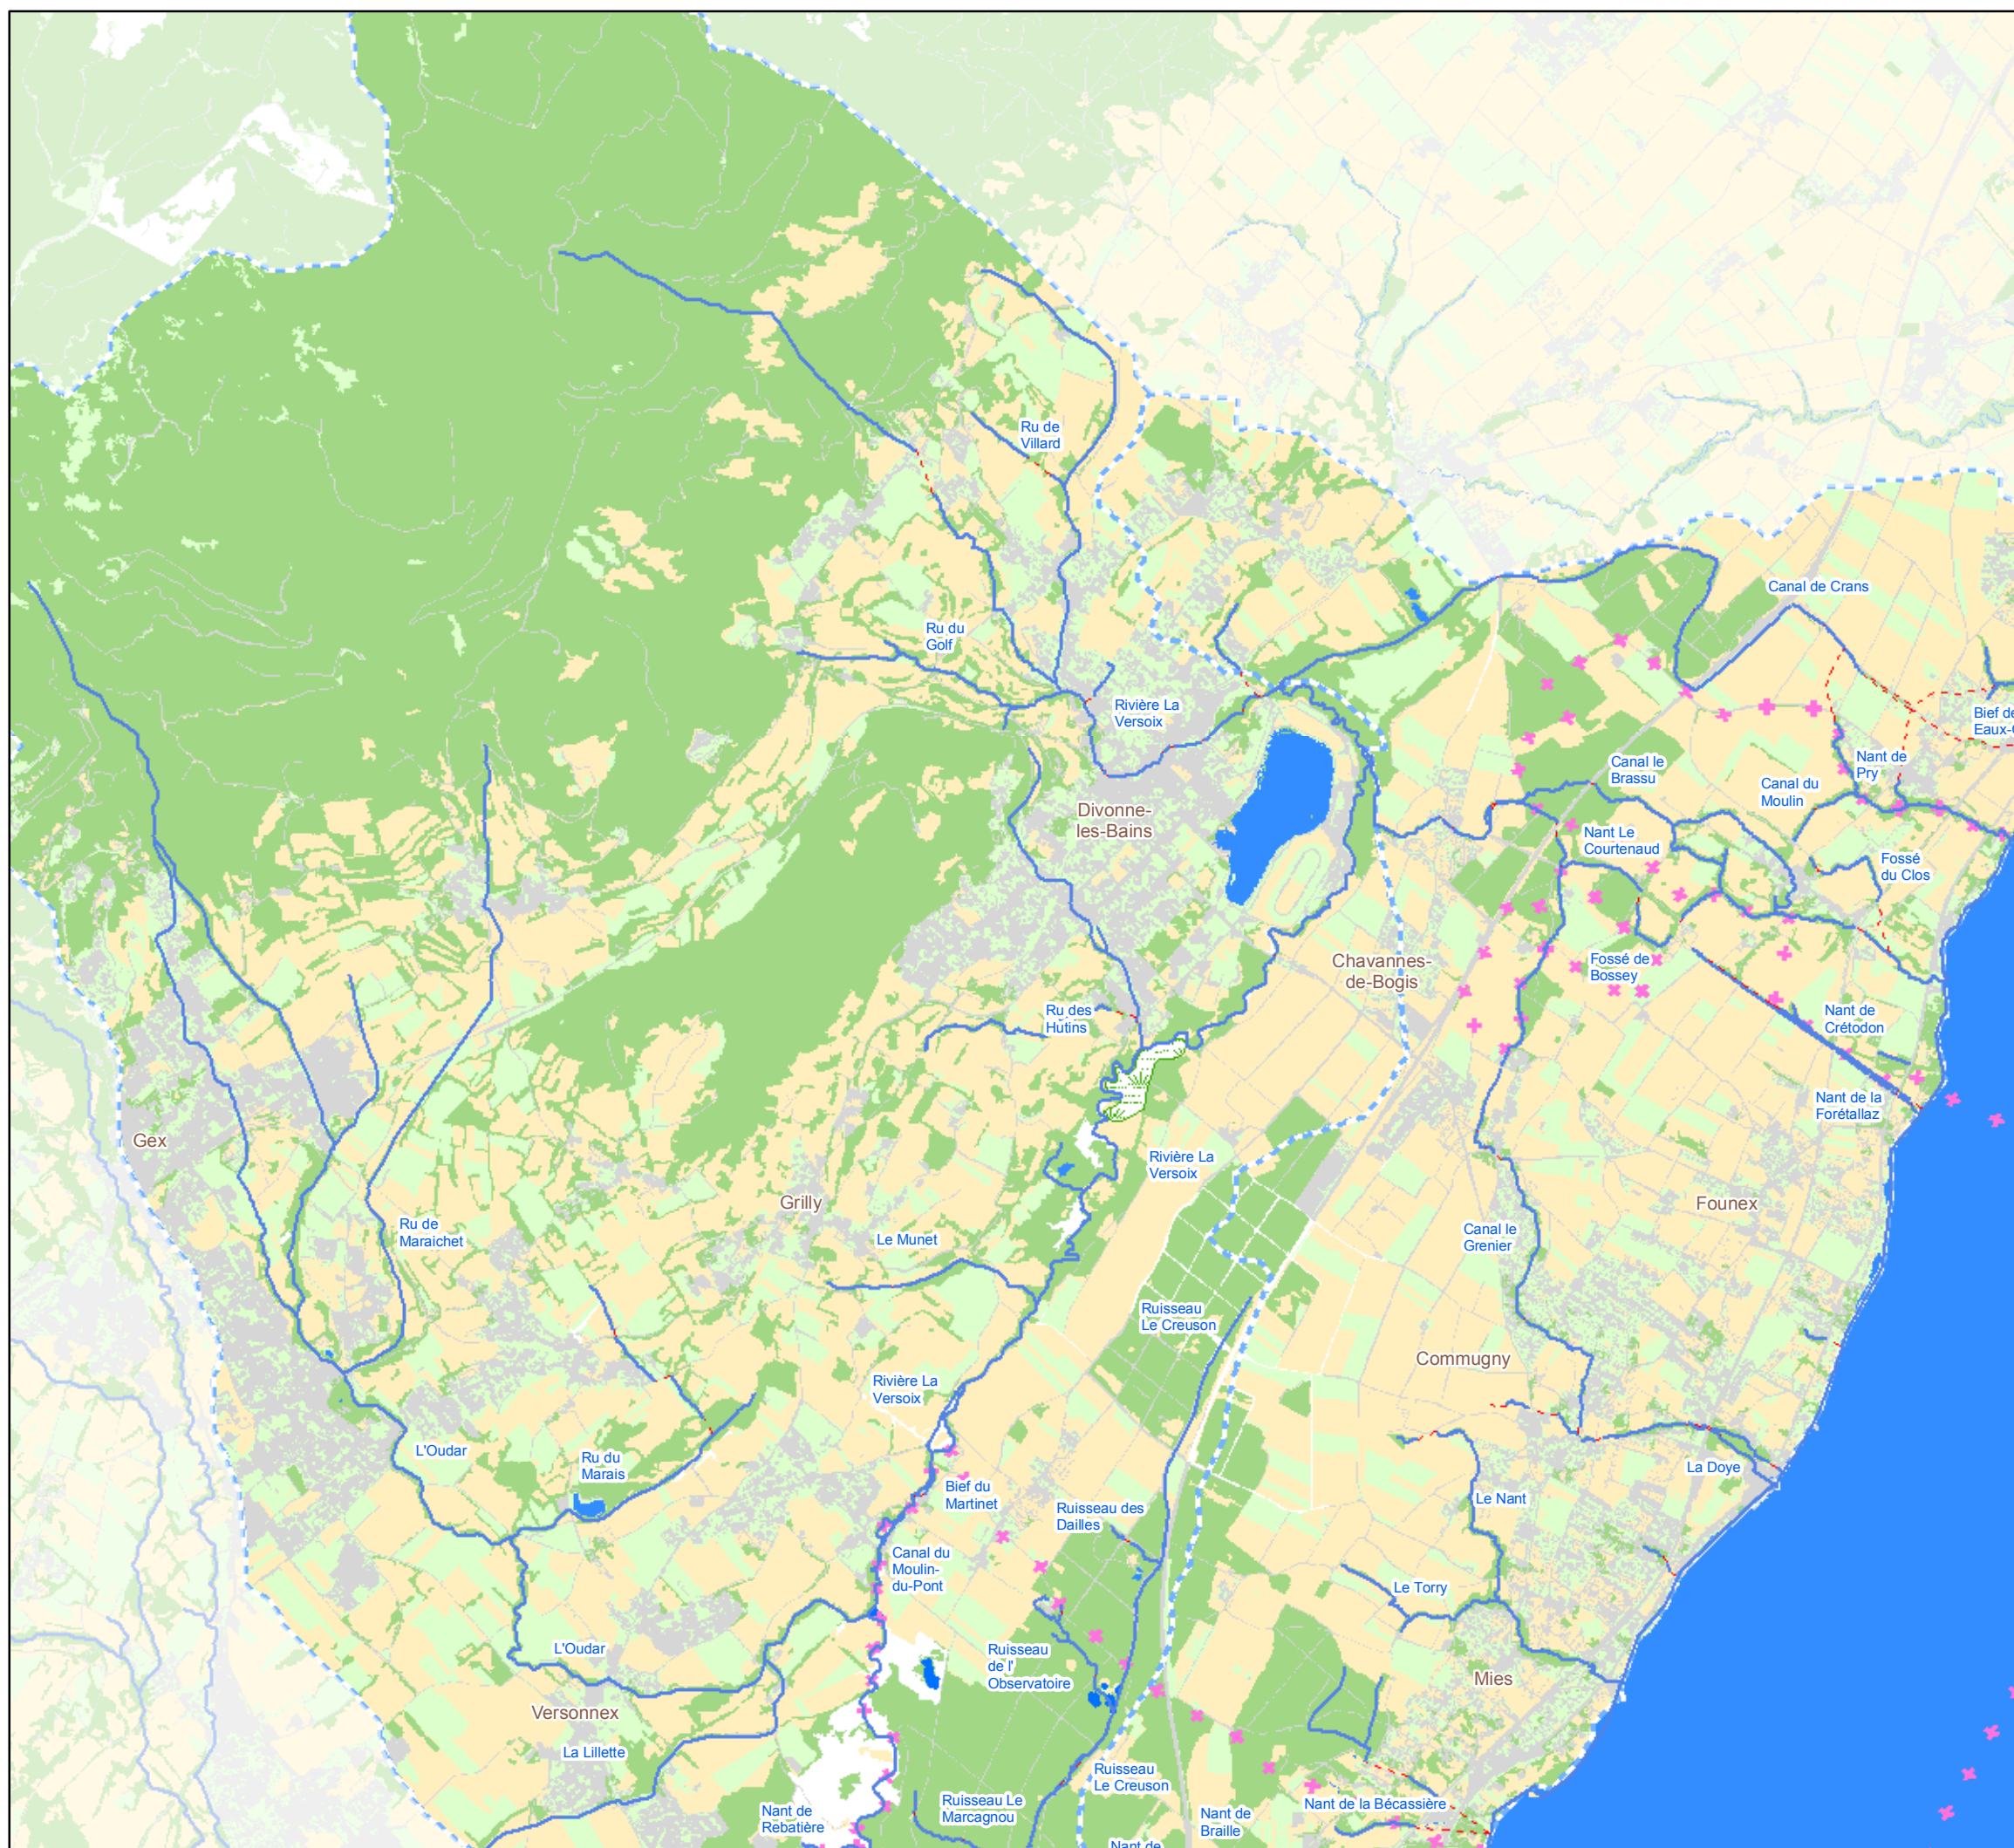 Ru de
Villard
Canal de Crans
Ru du
Golf
Rivière La
Versoix
Bief de
Eaux-
Nant de
Pry
Canal le
Brassu
Canal du
Moulin
Divonne-
les-Bains
Nant Le
Courtenaud
Fossé
du Clos
Chavannes-
de-Bogis
Fossé de
Bossey
Ru des
Hutins
Nant de
Crétodon
Nant de la
Forétallaz
Gex
Rivière La
Versoix
Grilly
Founex
Ru de
Maraichet
Le Munet
Canal le
Grenier
Ruisseau
Le Creuson
Commugny
Rivière La
Versoix
L'Oudar
Ru du
Marais
La Doye
Bief du
Martinet
Le Nant
Ruisseau des
Dailles
Canal du
Moulin-
du-Pont
Le Torry
L'Oudar
Ruisseau
de l'
Observatoire
Mies
Versonnex
La Lillette
Ruisseau
Le Creuson
Nant de
Rebatière
Ruisseau Le
Marcagnou
Nant de
Braille
Nant de la Bécassière
Nant de